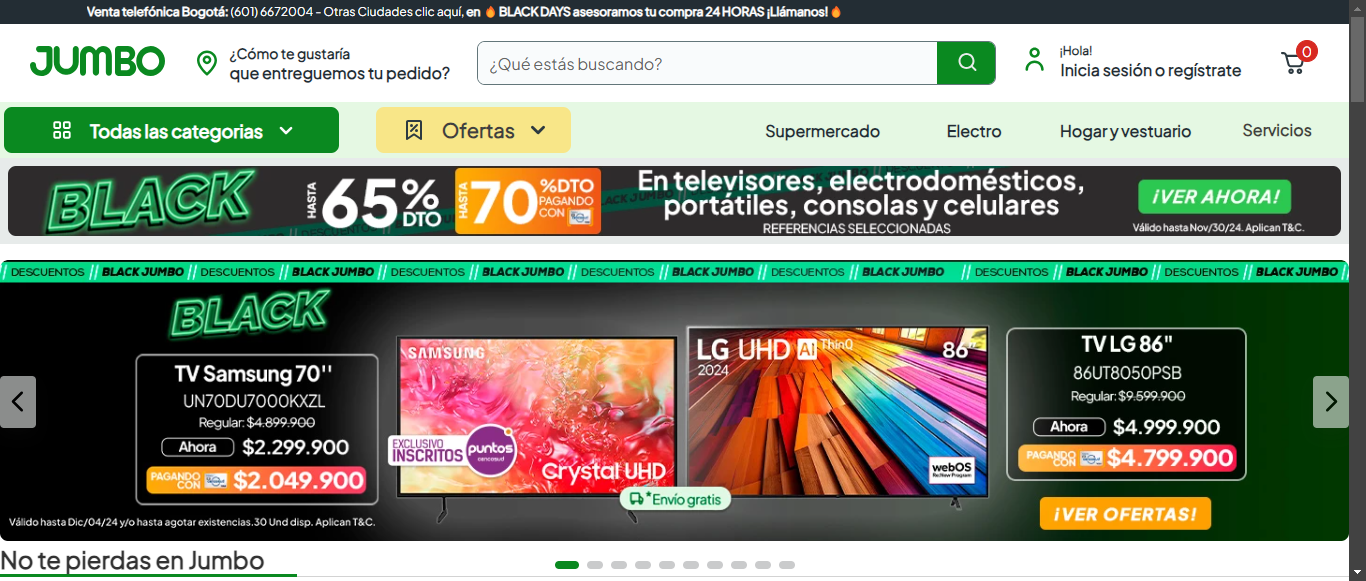 Venta telefónica Bogotá: (601) 6672004 - Otras Ciudades clic aquí, en 🔥 BLACK DAYS asesoramos tu compra 24 HORAS ¡Llámanos! 🔥
JUMBO
¿Cómo te gustaría
que entreguemos tu pedido?
¿Qué estás buscando?
¡Hola!
Inicia sesión o regístrate
0
Todas las categorias
Ofertas
Supermercado
Electro
Hogar y vestuario
Servicios
BLACK
HASTA 65% DTO
HASTA 70 %DTO PAGANDO CON
En televisores, electrodomésticos,
portátiles, consolas y celulares
REFERENCIAS SELECCIONADAS
¡VER AHORA!
Válido hasta Nov/30/24. Aplican T&C.
// DESCUENTOS // BLACK JUMBO // DESCUENTOS // BLACK JUMBO // DESCUENTOS // BLACK JUMBO // DESCUENTOS // BLACK JUMBO // DESCUENTOS // BLACK JUMBO // DESCUENTOS // BLACK JUMBO // DESCUENTOS // BLACK JUMBO //
BLACK
TV Samsung 70''
UN70DU7000KXZL
Regular: $4.899.900
Ahora $2.299.900
PAGANDO CON $2.049.900
Válido hasta Dic/04/24 y/o hasta agotar existencias.30 Und disp. Aplican T&C.
SAMSUNG
EXCLUSIVO
INSCRITOS
puntos
cencosud
Crystal UHD
*Envío gratis
LG UHD AI ThinQ
2024
86"
webOS
Re:New Program
TV LG 86"
86UT8050PSB
Regular: $9.599.900
Ahora $4.999.900
PAGANDO CON $4.799.900
¡VER OFERTAS!
No te pierdas en Jumbo